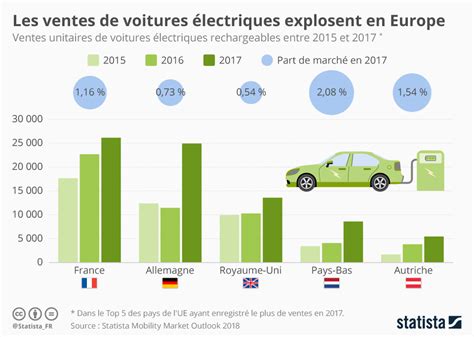 Les ventes de voitures électriques explosent en Europe
Ventes unitaires de voitures électriques rechargeables entre 2015 et 2017 *
2015 2016 2017 Part de marché en 2017
1,16 % 0,73 % 0,54 % 2,08 % 1,54 %
30 000
25 000
20 000
15 000
10 000
5 000
0
France Allemagne Royaume-Uni Pays-Bas Autriche
* Dans le Top 5 des pays de l'UE ayant enregistré le plus de ventes en 2017.
@Statista_FR Source : Statista Mobility Market Outlook 2018
statista